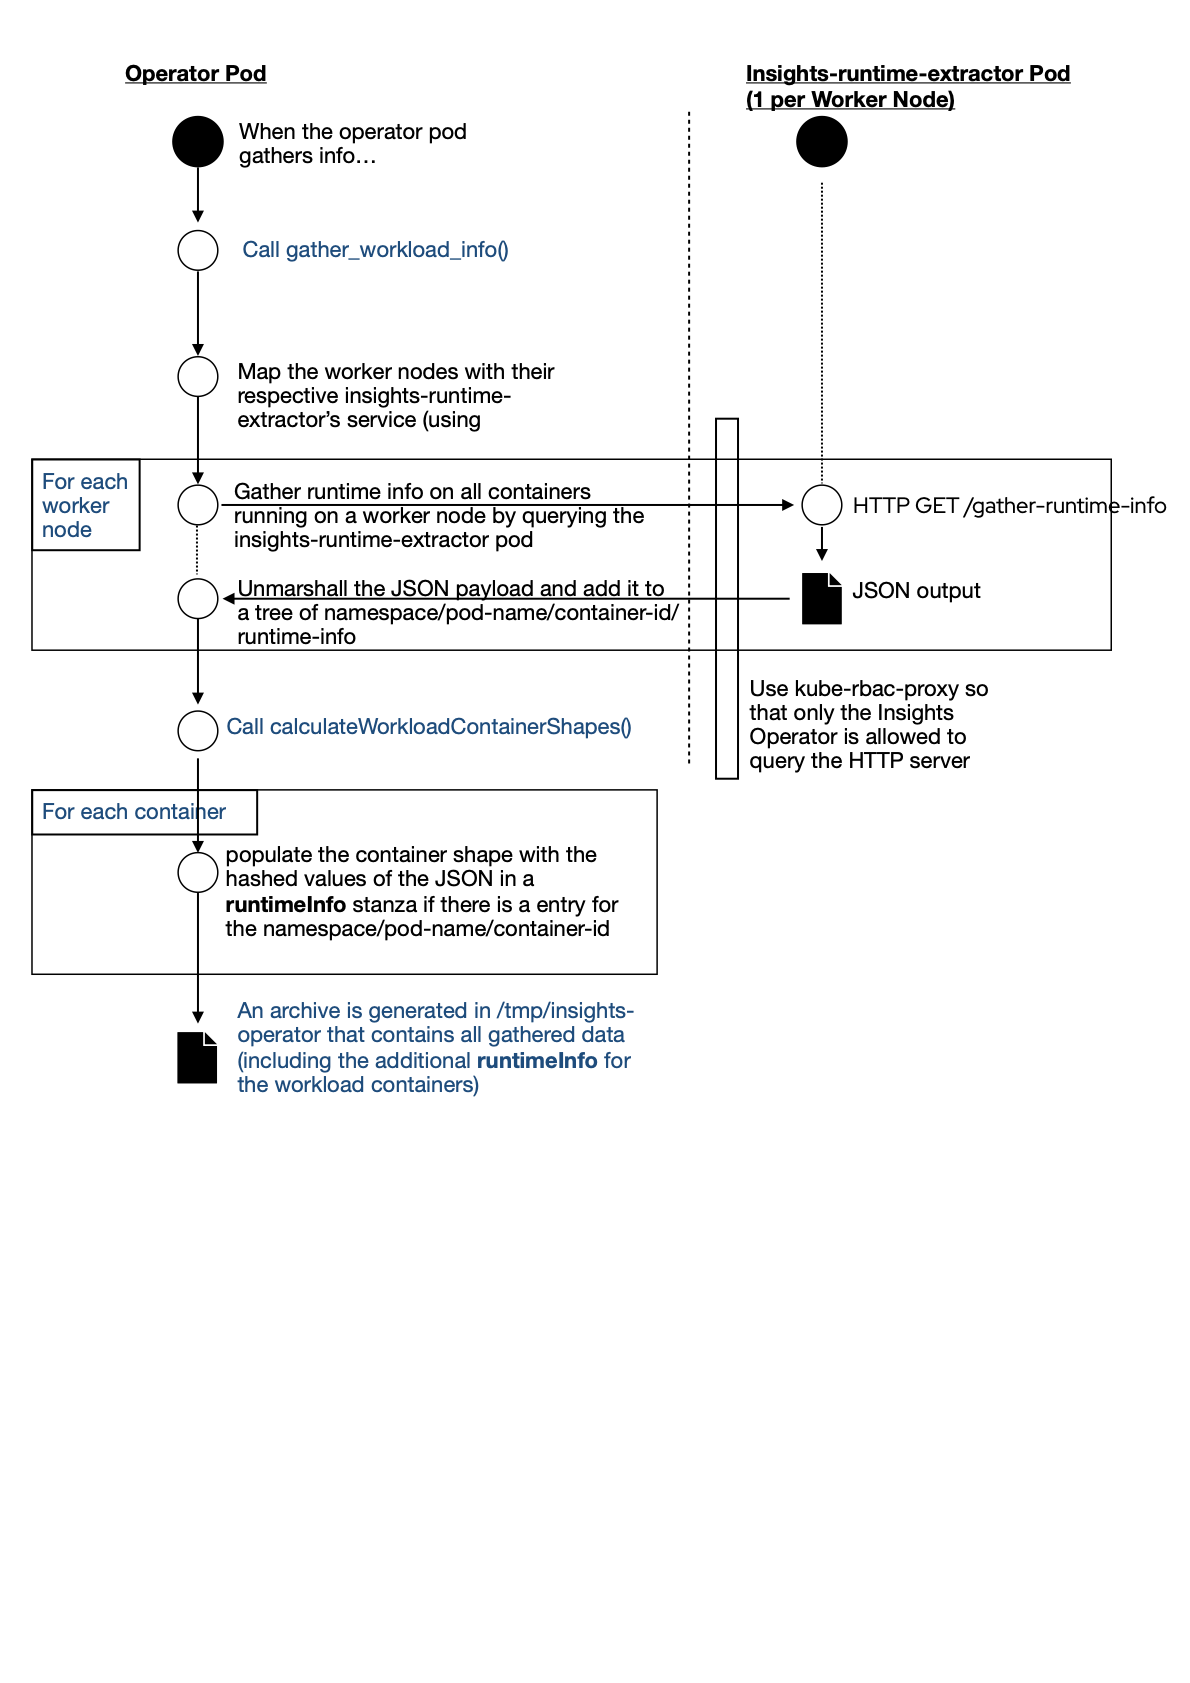 Operator Pod
Insights-runtime-extractor Pod
(1 per Worker Node)
When the operator pod
gathers info…
Call gather_workload_info()
Map the worker nodes with their
respective insights-runtime-
extractor’s service (using
For each
worker
node
Gather runtime info on all containers
running on a worker node by querying the
insights-runtime-extractor pod
HTTP GET /gather-runtime-info
Unmarshall the JSON payload and add it to
a tree of namespace/pod-name/container-id/
runtime-info
JSON output
Use kube-rbac-proxy so
that only the Insights
Operator is allowed to
query the HTTP server
Call calculateWorkloadContainerShapes()
For each container
populate the container shape with the
hashed values of the JSON in a
runtimeInfo stanza if there is a entry for
the namespace/pod-name/container-id
An archive is generated in /tmp/insights-
operator that contains all gathered data
(including the additional runtimeInfo for
the workload containers)